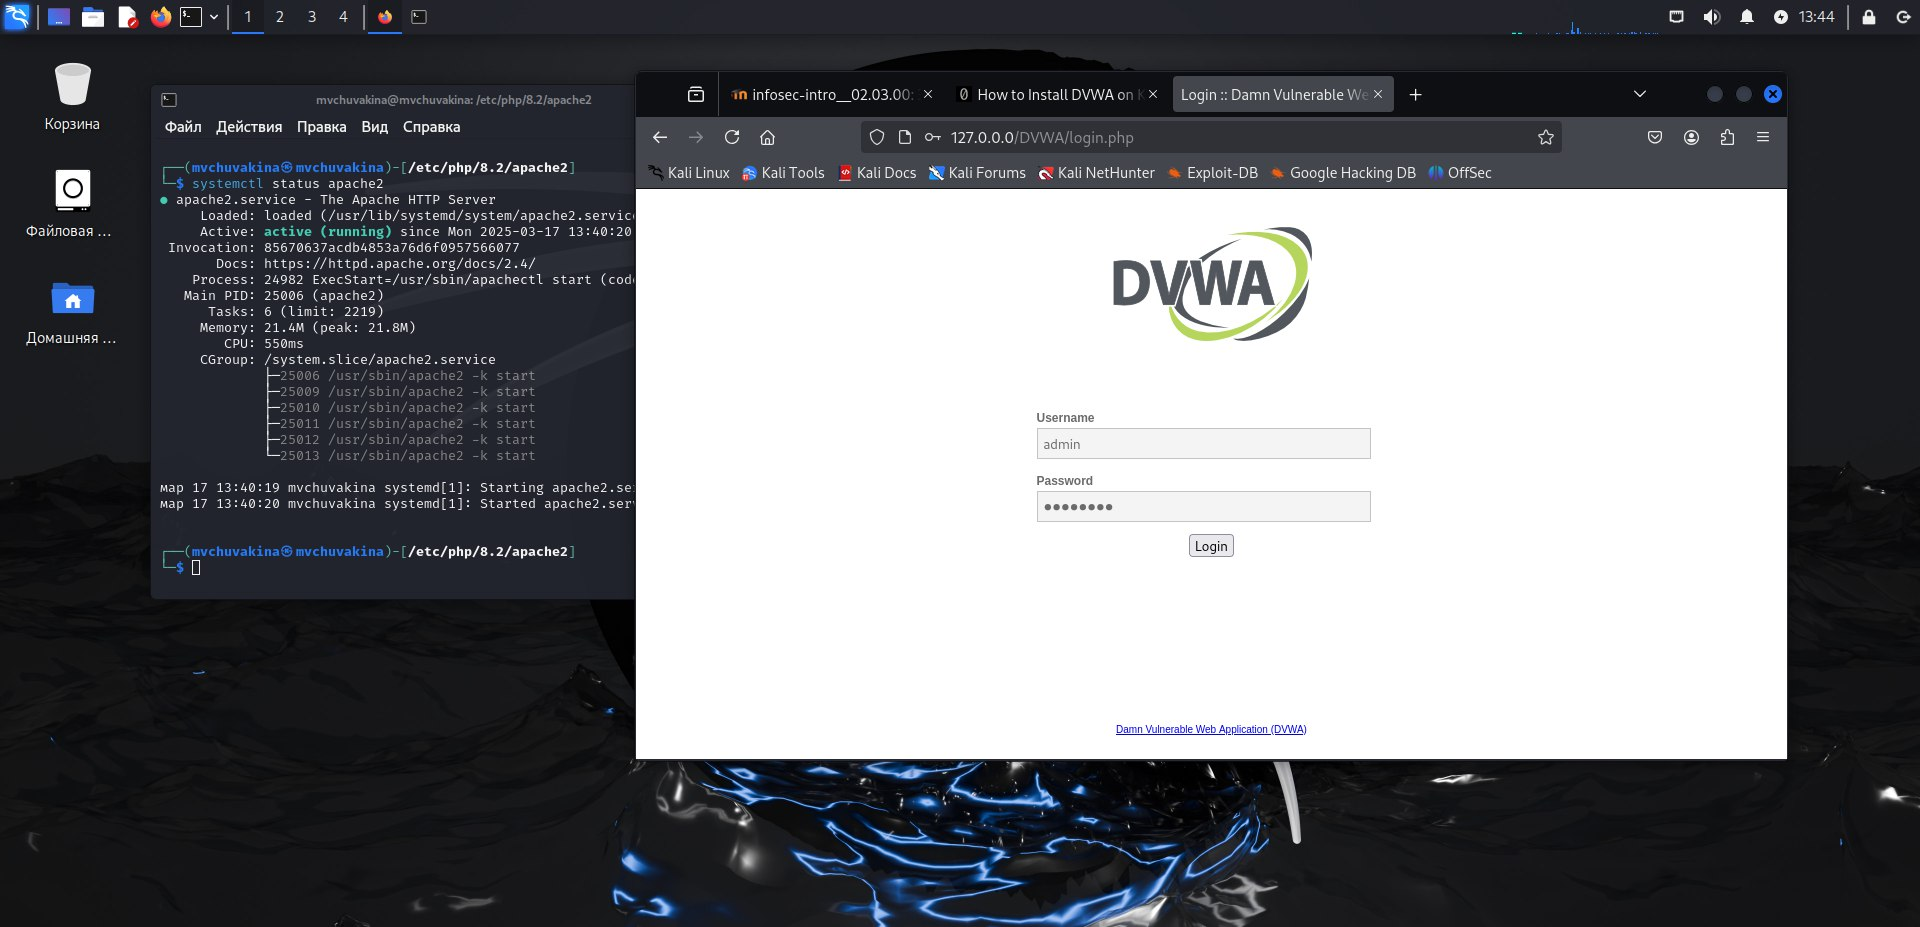 1 2 3 4
13:44
Корзина
Файловая ...
Домашняя ...
mvchuvakina@mvchuvakina: /etc/php/8.2/apache2
Файл Действия Правка Вид Справка
┌──(mvchuvakina㉿mvchuvakina)-[/etc/php/8.2/apache2]
└─$ systemctl status apache2
● apache2.service - The Apache HTTP Server
Loaded: loaded (/usr/lib/systemd/system/apache2.servic
Active: active (running) since Mon 2025-03-17 13:40:20
Invocation: 85670637acdb4853a76d6f0957566077
Docs: https://httpd.apache.org/docs/2.4/
Process: 24982 ExecStart=/usr/sbin/apachectl start (cod
Main PID: 25006 (apache2)
Tasks: 6 (limit: 2219)
Memory: 21.4M (peak: 21.8M)
CPU: 550ms
CGroup: /system.slice/apache2.service
├─25006 /usr/sbin/apache2 -k start
├─25009 /usr/sbin/apache2 -k start
├─25010 /usr/sbin/apache2 -k start
├─25011 /usr/sbin/apache2 -k start
├─25012 /usr/sbin/apache2 -k start
└─25013 /usr/sbin/apache2 -k start
мар 17 13:40:19 mvchuvakina systemd[1]: Starting apache2.se
мар 17 13:40:20 mvchuvakina systemd[1]: Started apache2.ser
┌──(mvchuvakina㉿mvchuvakina)-[/etc/php/8.2/apache2]
└─$
infosec-intro__02.03.00: How to Install DVWA on K Login :: Damn Vulnerable We
127.0.0.0/DVWA/login.php
Kali Linux Kali Tools Kali Docs Kali Forums Kali NetHunter Exploit-DB Google Hacking DB OffSec
DVWA
Username
admin
Password
●●●●●●●●
Login
Damn Vulnerable Web Application (DVWA)